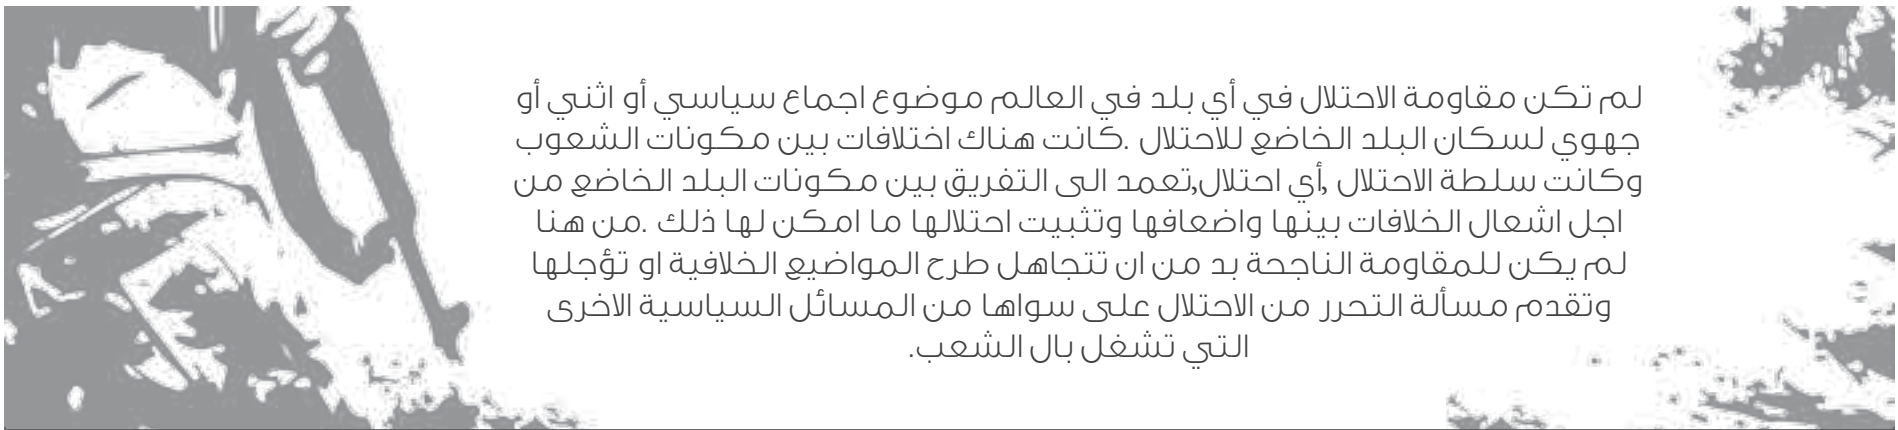 لم تكن مقاومة الاحتلال في أي بلد في العالم موضوع اجماع سياسي أو اثني أو
جهوي لسكان البلد الخاضع للاحتلال .كانت هناك اختلافات بين مكونات الشعوب
وكانت سلطة الاحتلال ,أي احتلال,تعمد الى التفريق بين مكونات البلد الخاضع من
اجل اشعال الخلافات بينها واضعافها وتثبيت احتلالها ما امكن لها ذلك .من هنا
لم يكن للمقاومة الناجحة بد من ان تتجاهل طرح المواضيع الخلافية او تؤجلها
وتقدم مسألة التحرر من الاحتلال على سواها من المسائل السياسية الاخرى
التي تشغل بال الشعب.